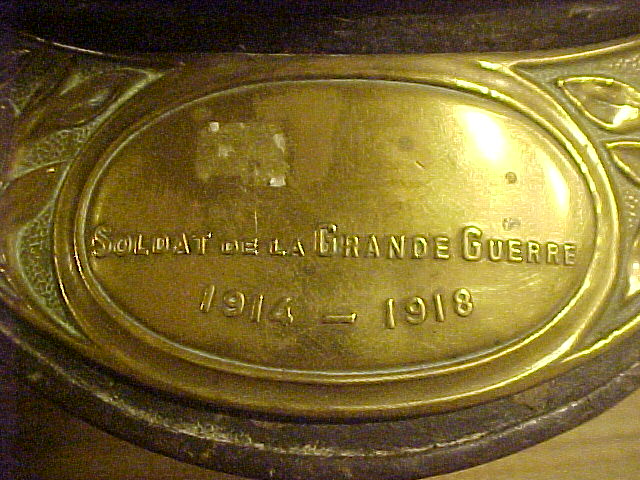 SOLDAT DE LA GRANDE GUERRE
1914 - 1918